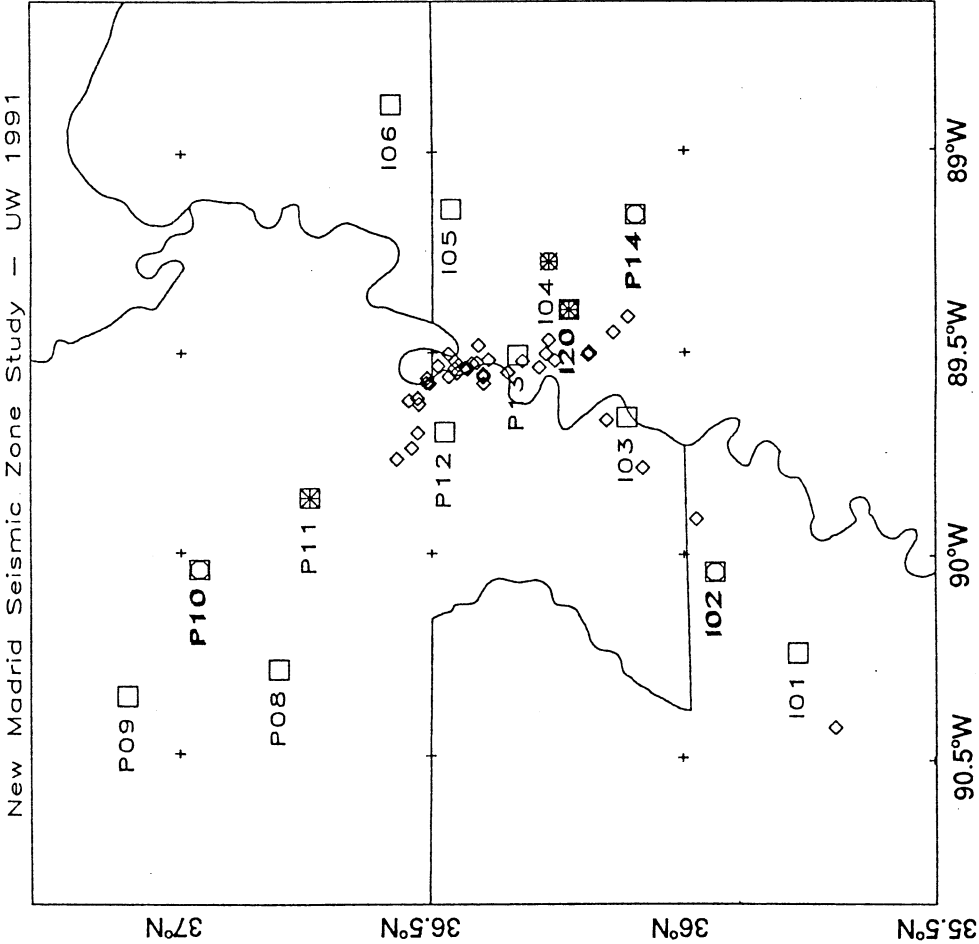 New Madrid Seismic Zone Study — UW 1991
I06
I05
I04
P14
I20
P13
I03
P12
P11
P10
I02
I01
P08
P09
37°N
36.5°N
36°N
35.5°N
90.5°W
90°W
89.5°W
89°W